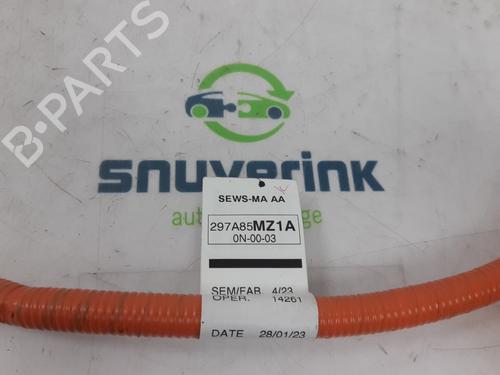 B-PARTS
snuverink
SEWS-MA AA
297A85MZ1A
0N-00-03
SEM/FAB. 4/23
OPER. 14261
DATE 28/01/23